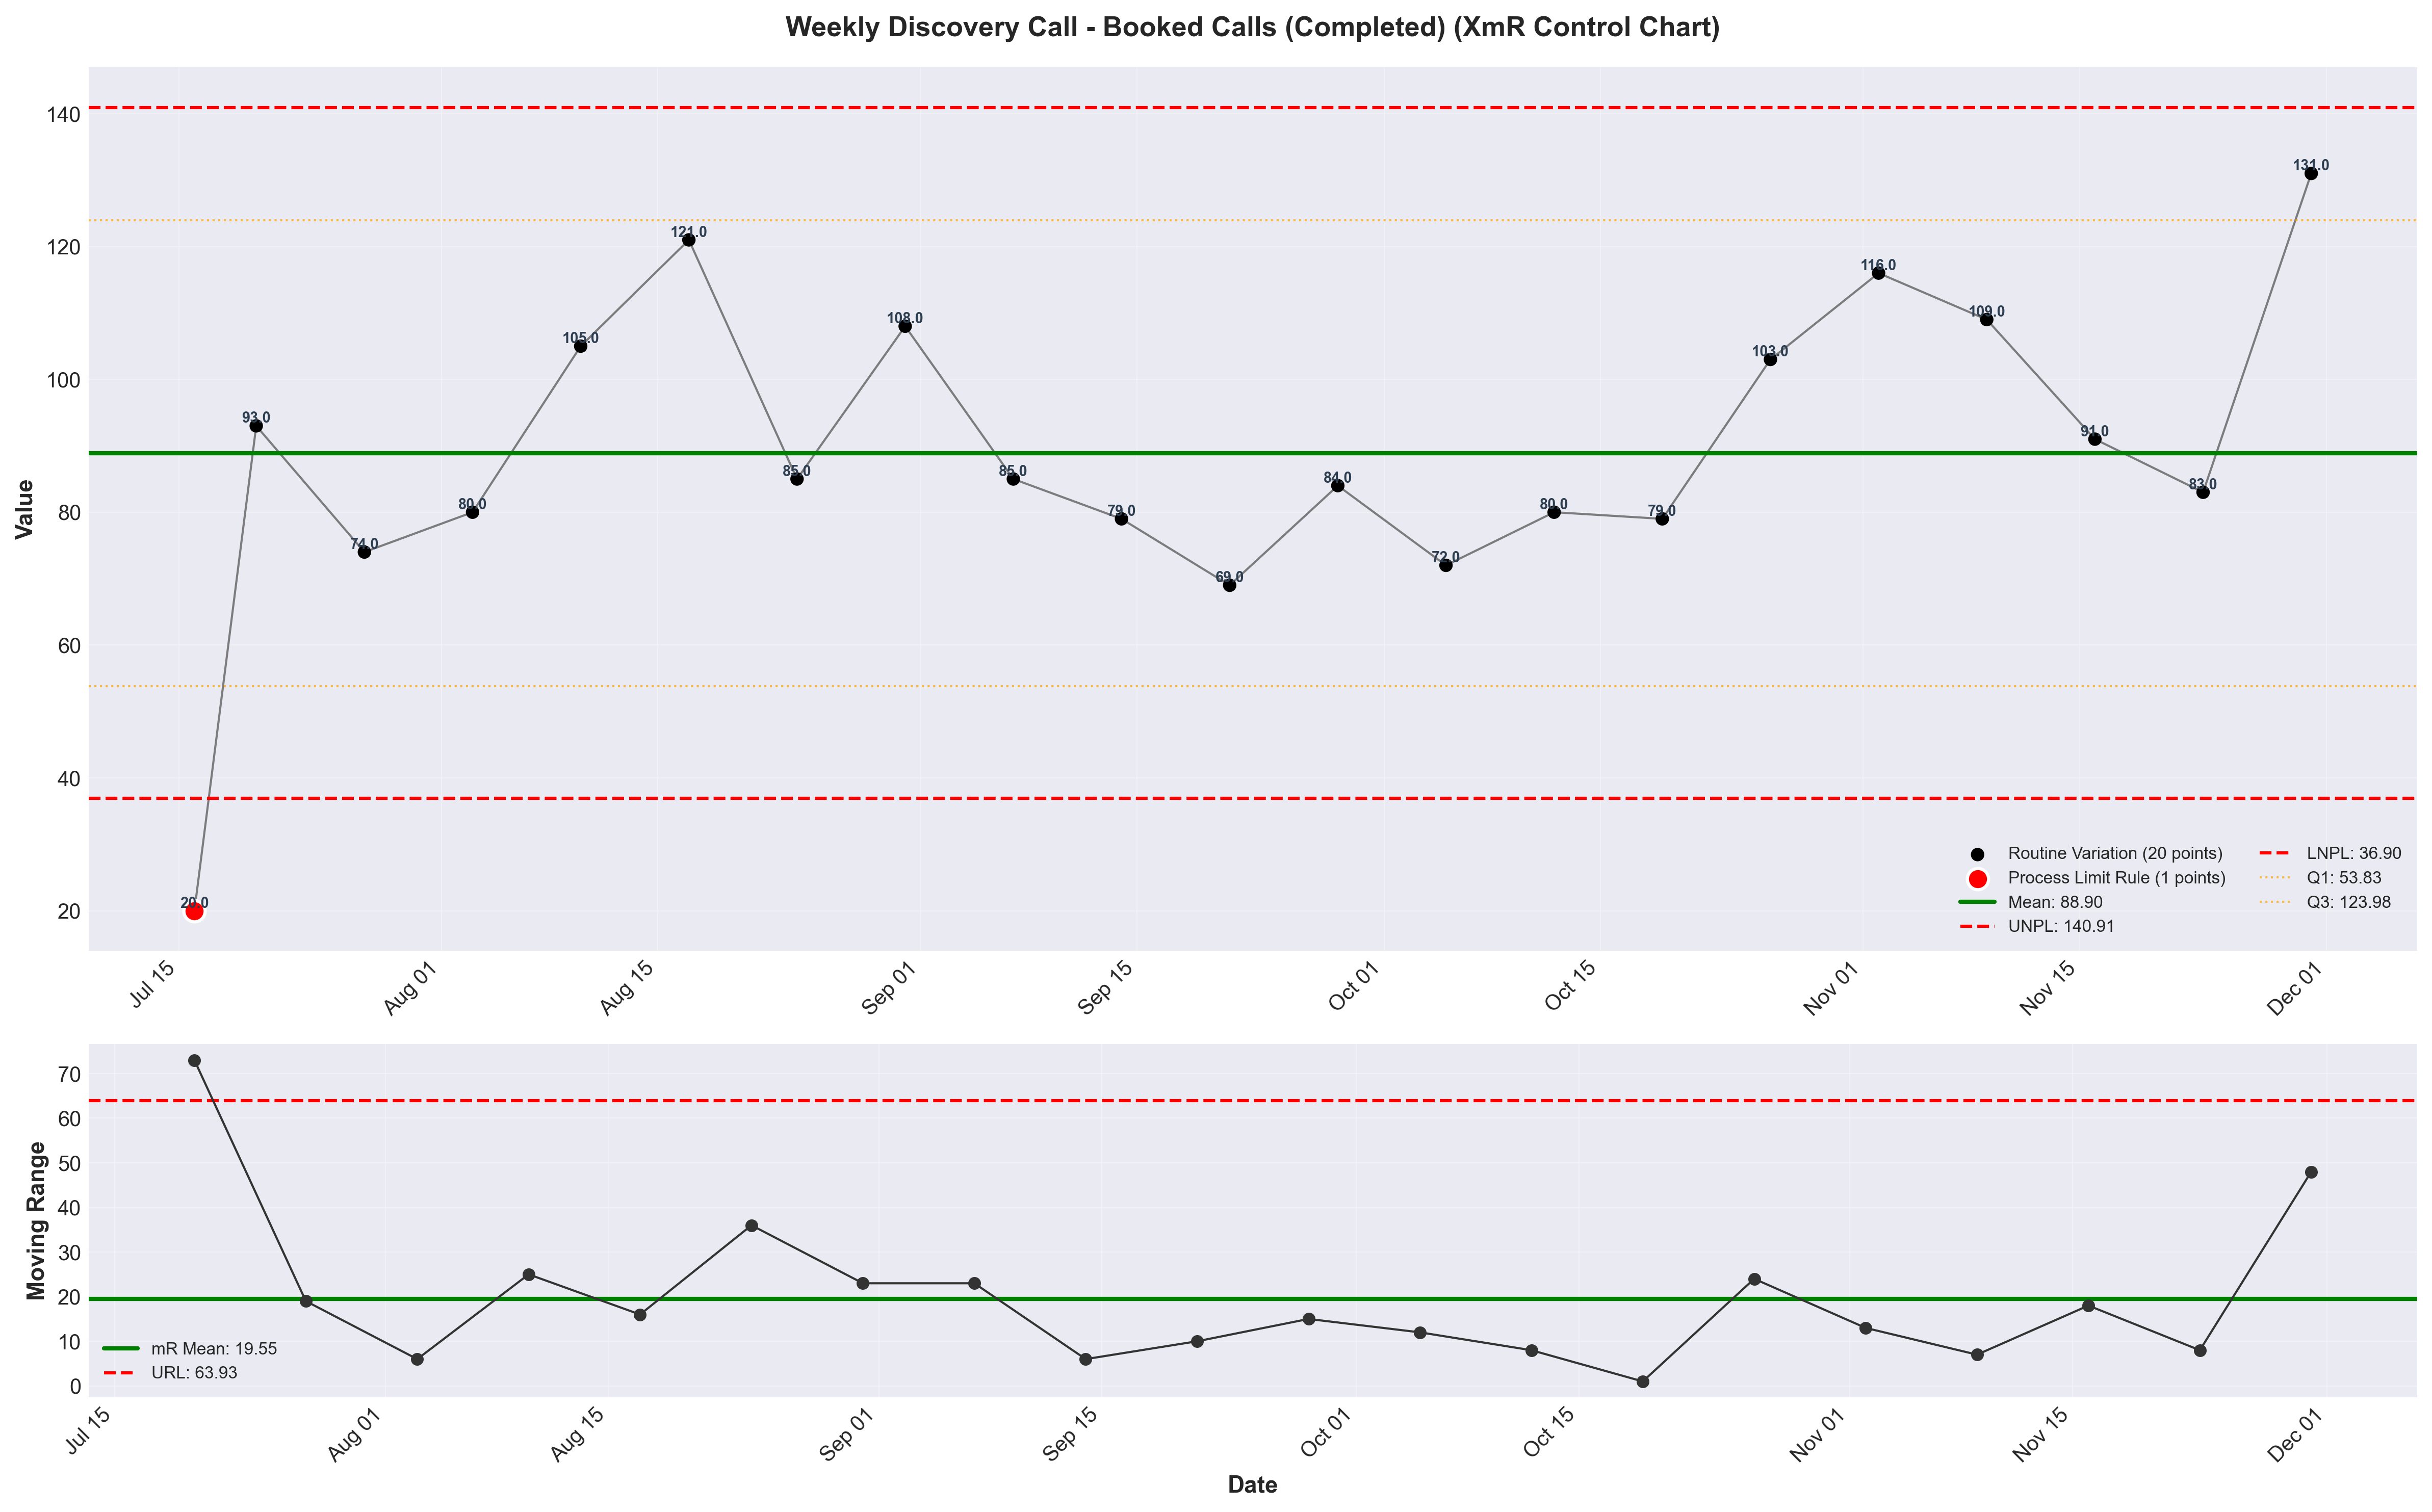 Weekly Discovery Call - Booked Calls (Completed) (XmR Control Chart)
Value
140
120
100
80
60
40
20
20.0
93.0
74.0
80.0
105.0
121.0
85.0
108.0
85.0
79.0
69.0
84.0
72.0
80.0
79.0
103.0
116.0
109.0
91.0
83.0
131.0
Routine Variation (20 points)
Process Limit Rule (1 points)
Mean: 88.90
UNPL: 140.91
LNPL: 36.90
Q1: 53.83
Q3: 123.98
Jul 15
Aug 01
Aug 15
Sep 01
Sep 15
Oct 01
Oct 15
Nov 01
Nov 15
Dec 01
Moving Range
70
60
50
40
30
20
10
0
mR Mean: 19.55
URL: 63.93
Jul 15
Aug 01
Aug 15
Sep 01
Sep 15
Oct 01
Oct 15
Nov 01
Nov 15
Dec 01
Date